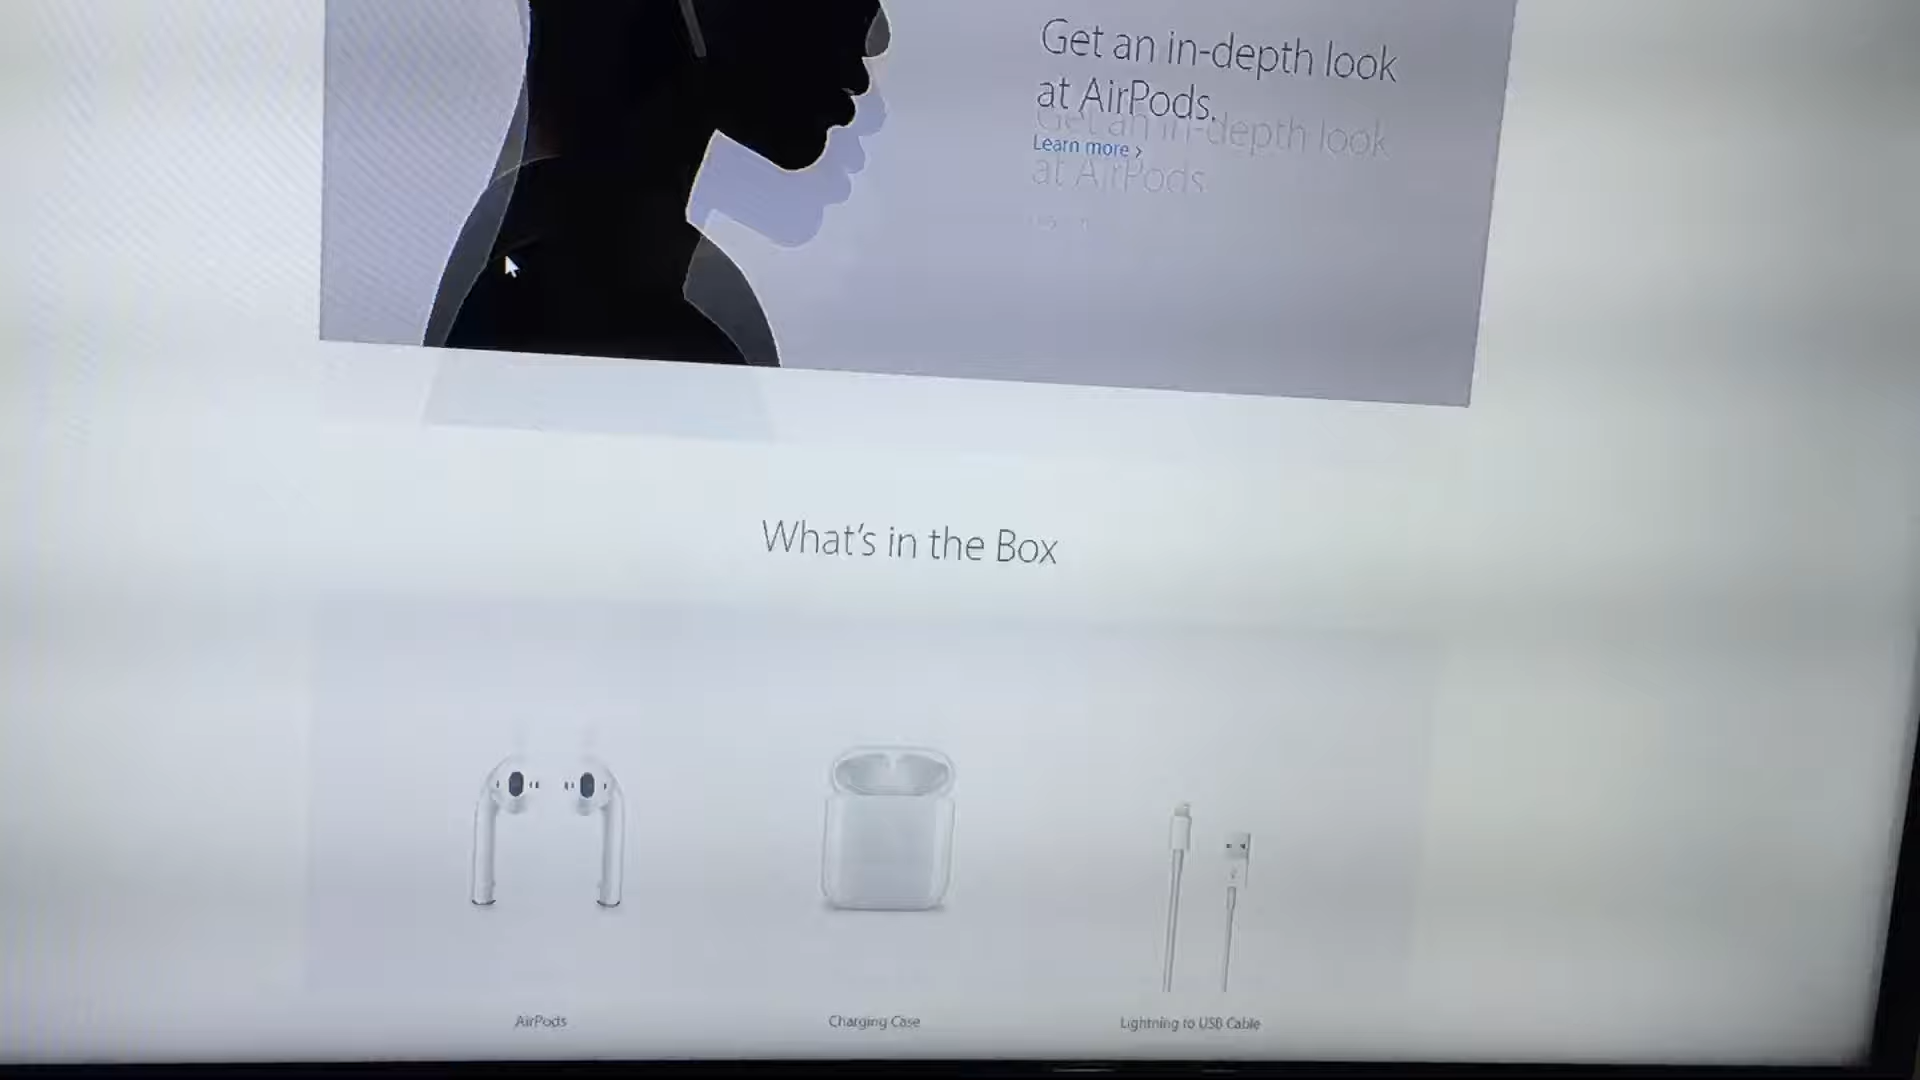 Get an in-depth look
at AirPods.
Get an in-depth look
Learn more >
at AirPods
What's in the Box
AirPods
Charging Case
Lightning to USB Cable